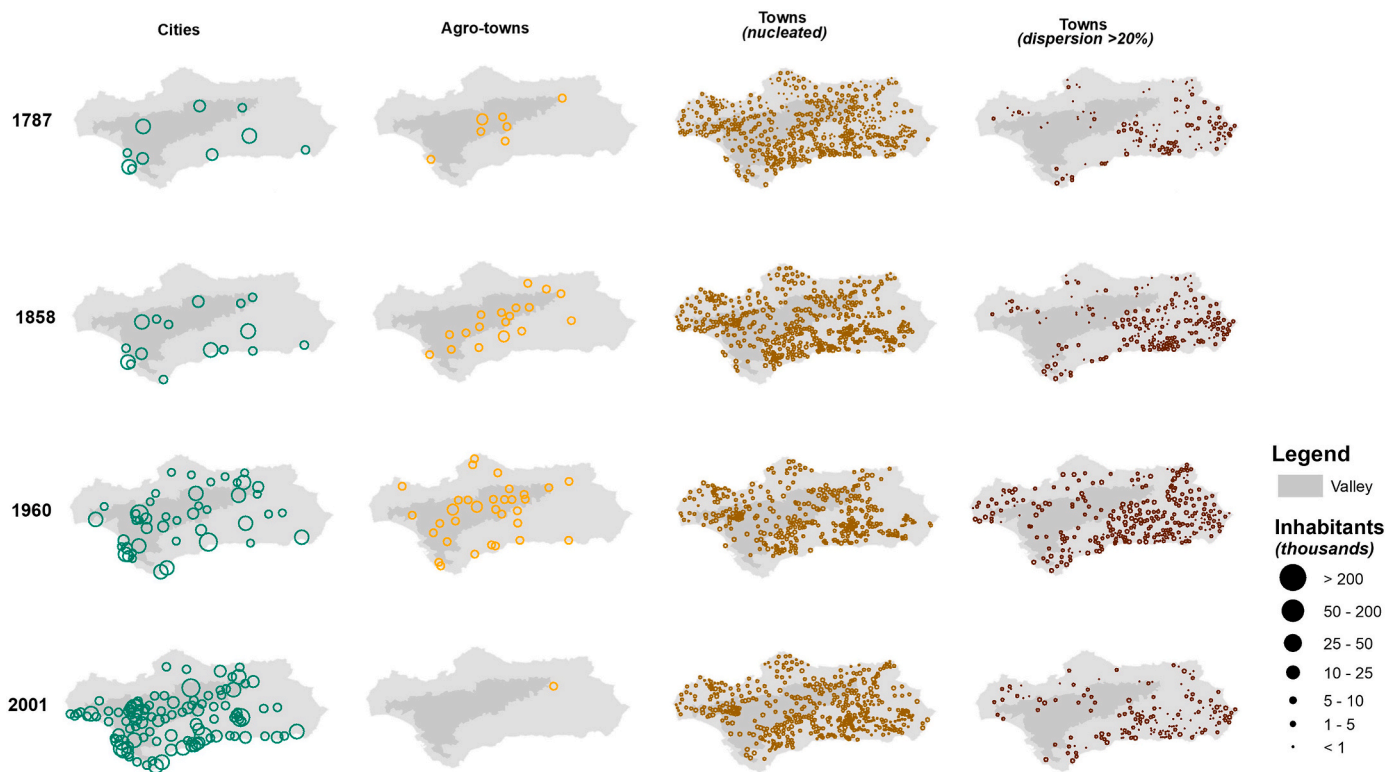 Cities
Agro-towns
Towns
(nucleated)
Towns
(dispersion >20%)
1787
1858
1960
2001
Legend
Valley
Inhabitants
(thousands)
> 200
50 - 200
25 - 50
10 - 25
5 - 10
1 - 5
< 1